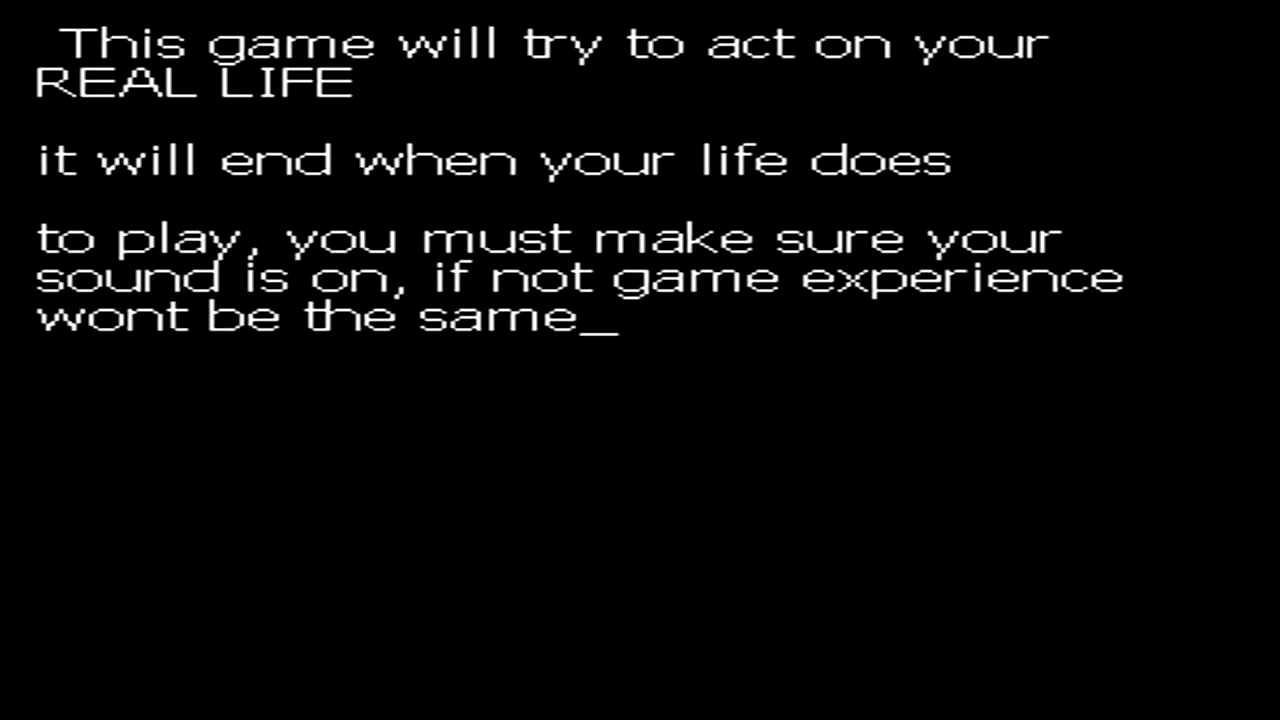 This game will try to act on your
REAL LIFE
it will end when your life does
to play, you must make sure your
sound is on, if not game experience
wont be the same_